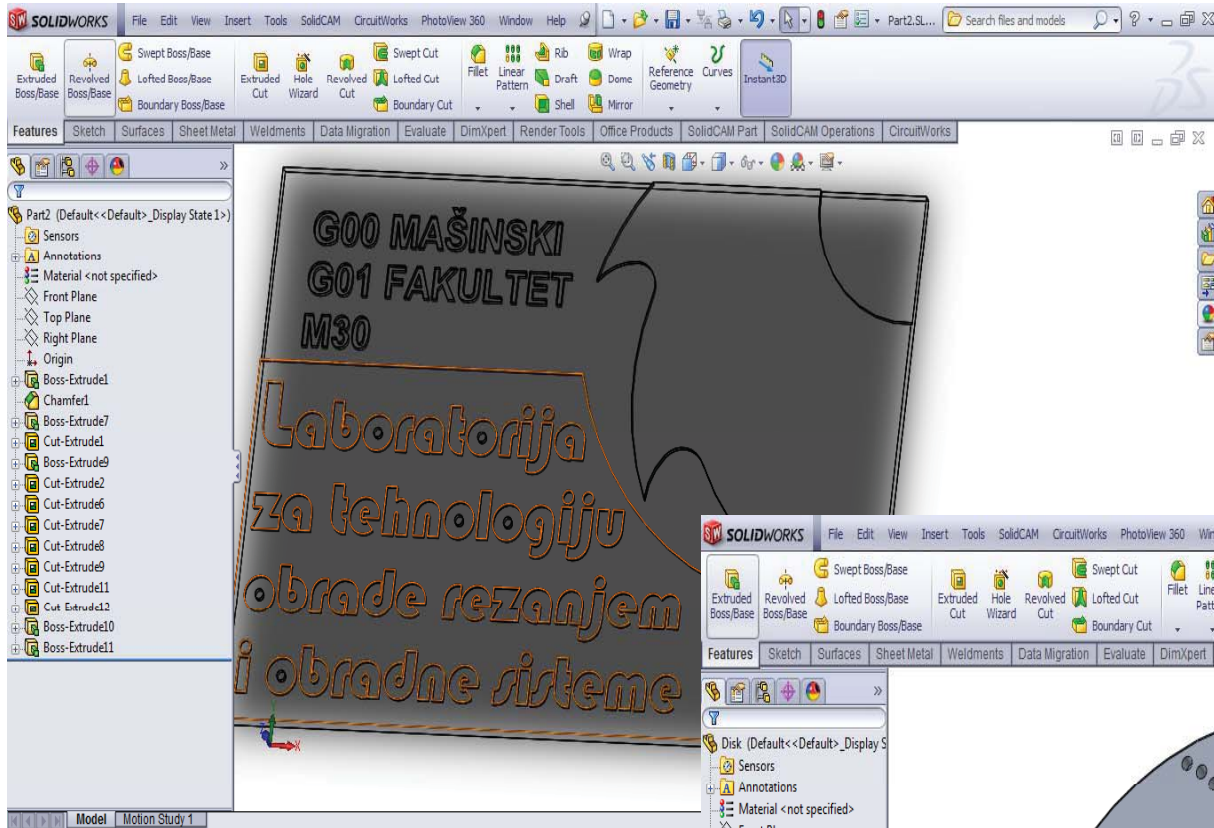 SOLIDWORKS File Edit View Insert Tools SolidCAM CircuitWorks PhotoView 360 Window Help Part2.SL... Search files and models
Swept Boss/Base Swept Cut Rib Wrap
Extruded Boss/Base Revolved Boss/Base Lofted Boss/Base Extruded Cut Hole Wizard Revolved Cut Lofted Cut Fillet Linear Pattern Draft Dome Reference Geometry Curves Instant3D
Boundary Boss/Base Boundary Cut Shell Mirror
Features Sketch Surfaces Sheet Metal Weldments Data Migration Evaluate DimXpert Render Tools Office Products SolidCAM Part SolidCAM Operations CircuitWorks
Part2 (Default<<Default>_Display State 1>)
Sensors
Annotations
Material <not specified>
Front Plane
Top Plane
Right Plane
Origin
Boss-Extrude1
Chamfer1
Boss-Extrude7
Cut-Extrude1
Boss-Extrude9
Cut-Extrude2
Cut-Extrude6
Cut-Extrude7
Cut-Extrude8
Cut-Extrude9
Cut-Extrude11
Cut-Extrude12
Boss-Extrude10
Boss-Extrude11
G00 MAŠINSKI
G01 FAKULTET
M30
Laboratorija
za tehnologiju
obrade rezanjem
i obradne sisteme
X
Model Motion Study 1
SOLIDWORKS File Edit View Insert Tools SolidCAM CircuitWorks PhotoView 360
Swept Boss/Base Swept Cut
Extruded Boss/Base Revolved Boss/Base Lofted Boss/Base Extruded Cut Hole Wizard Revolved Cut Lofted Cut Fillet
Boundary Boss/Base Boundary Cut
Features Sketch Surfaces Sheet Metal Weldments Data Migration Evaluate DimXpert
Disk (Default<<Default>_Display S
Sensors
Annotations
Material <not specified>